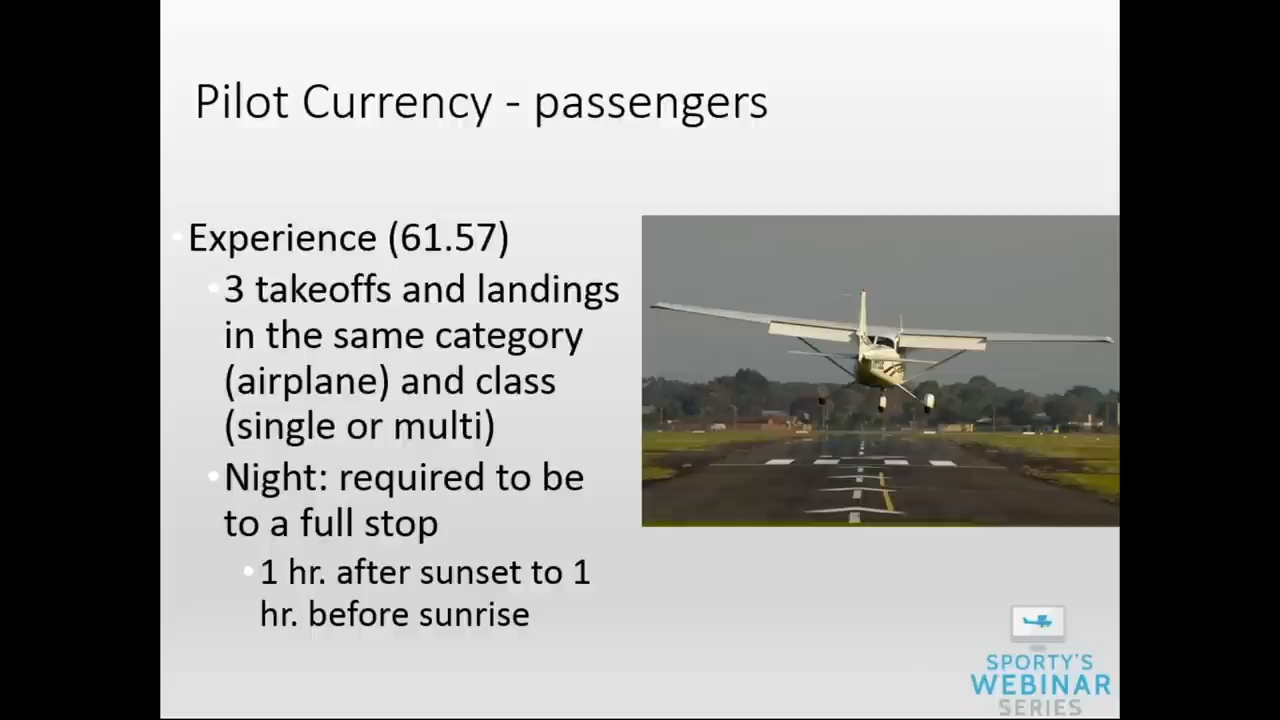 Pilot Currency - passengers
Experience (61.57)
3 takeoffs and landings
in the same category
(airplane) and class
(single or multi)
Night: required to be
to a full stop
1 hr. after sunset to 1
hr. before sunrise
SPORTY'S
WEBINAR
SERIES